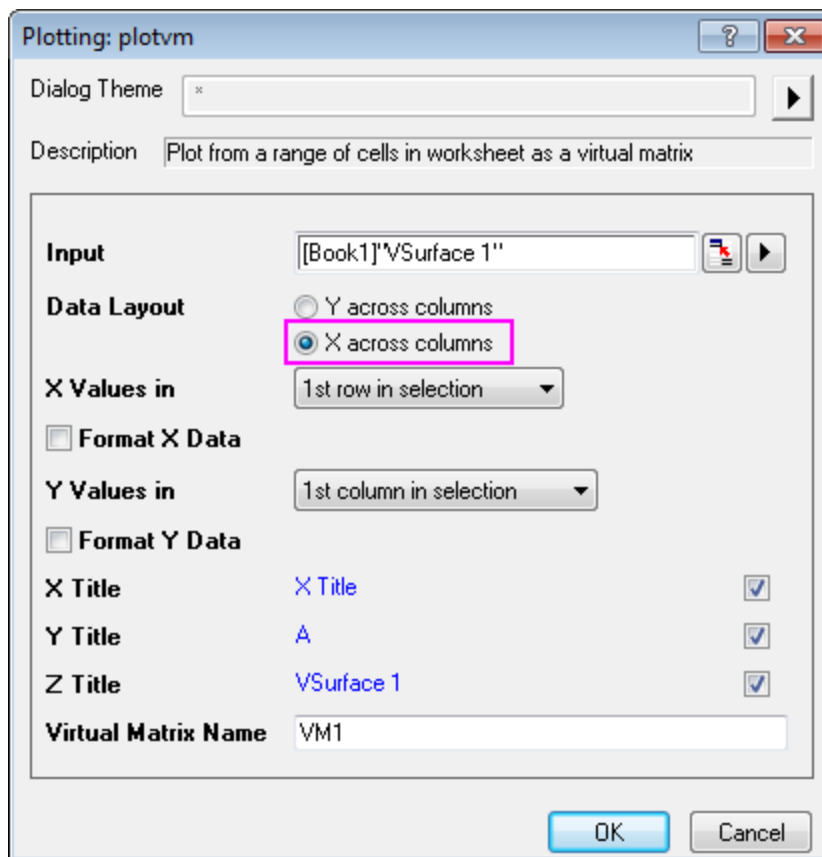 Plotting: plotvm
Dialog Theme *
Description Plot from a range of cells in worksheet as a virtual matrix
Input [Book1]"VSurface 1"
Data Layout Y across columns
X across columns
X Values in 1st row in selection
Format X Data
Y Values in 1st column in selection
Format Y Data
X Title X Title
Y Title A
Z Title VSurface 1
Virtual Matrix Name VM1
OK Cancel